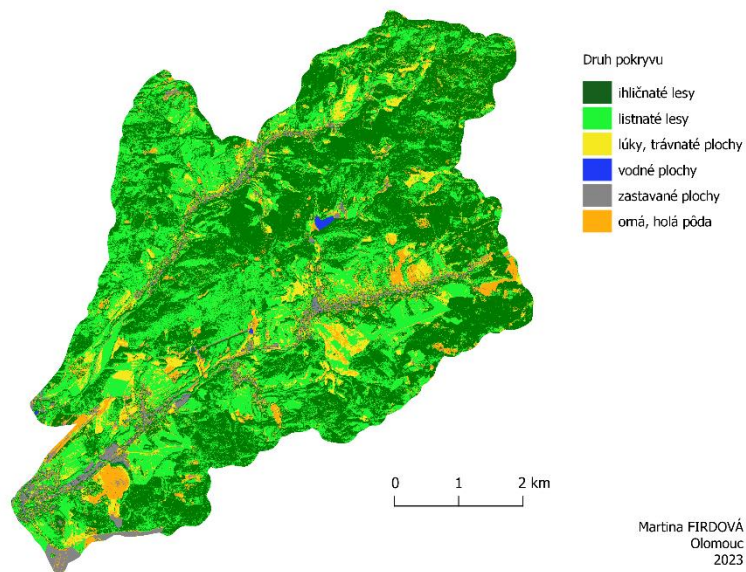 Druh pokryvu
ihličnaté lesy
listnaté lesy
lúky, trávnaté plochy
vodné plochy
zastavané plochy
orná, holá pôda
0 1 2 km
Martina FIRDOVÁ
Olomouc
2023